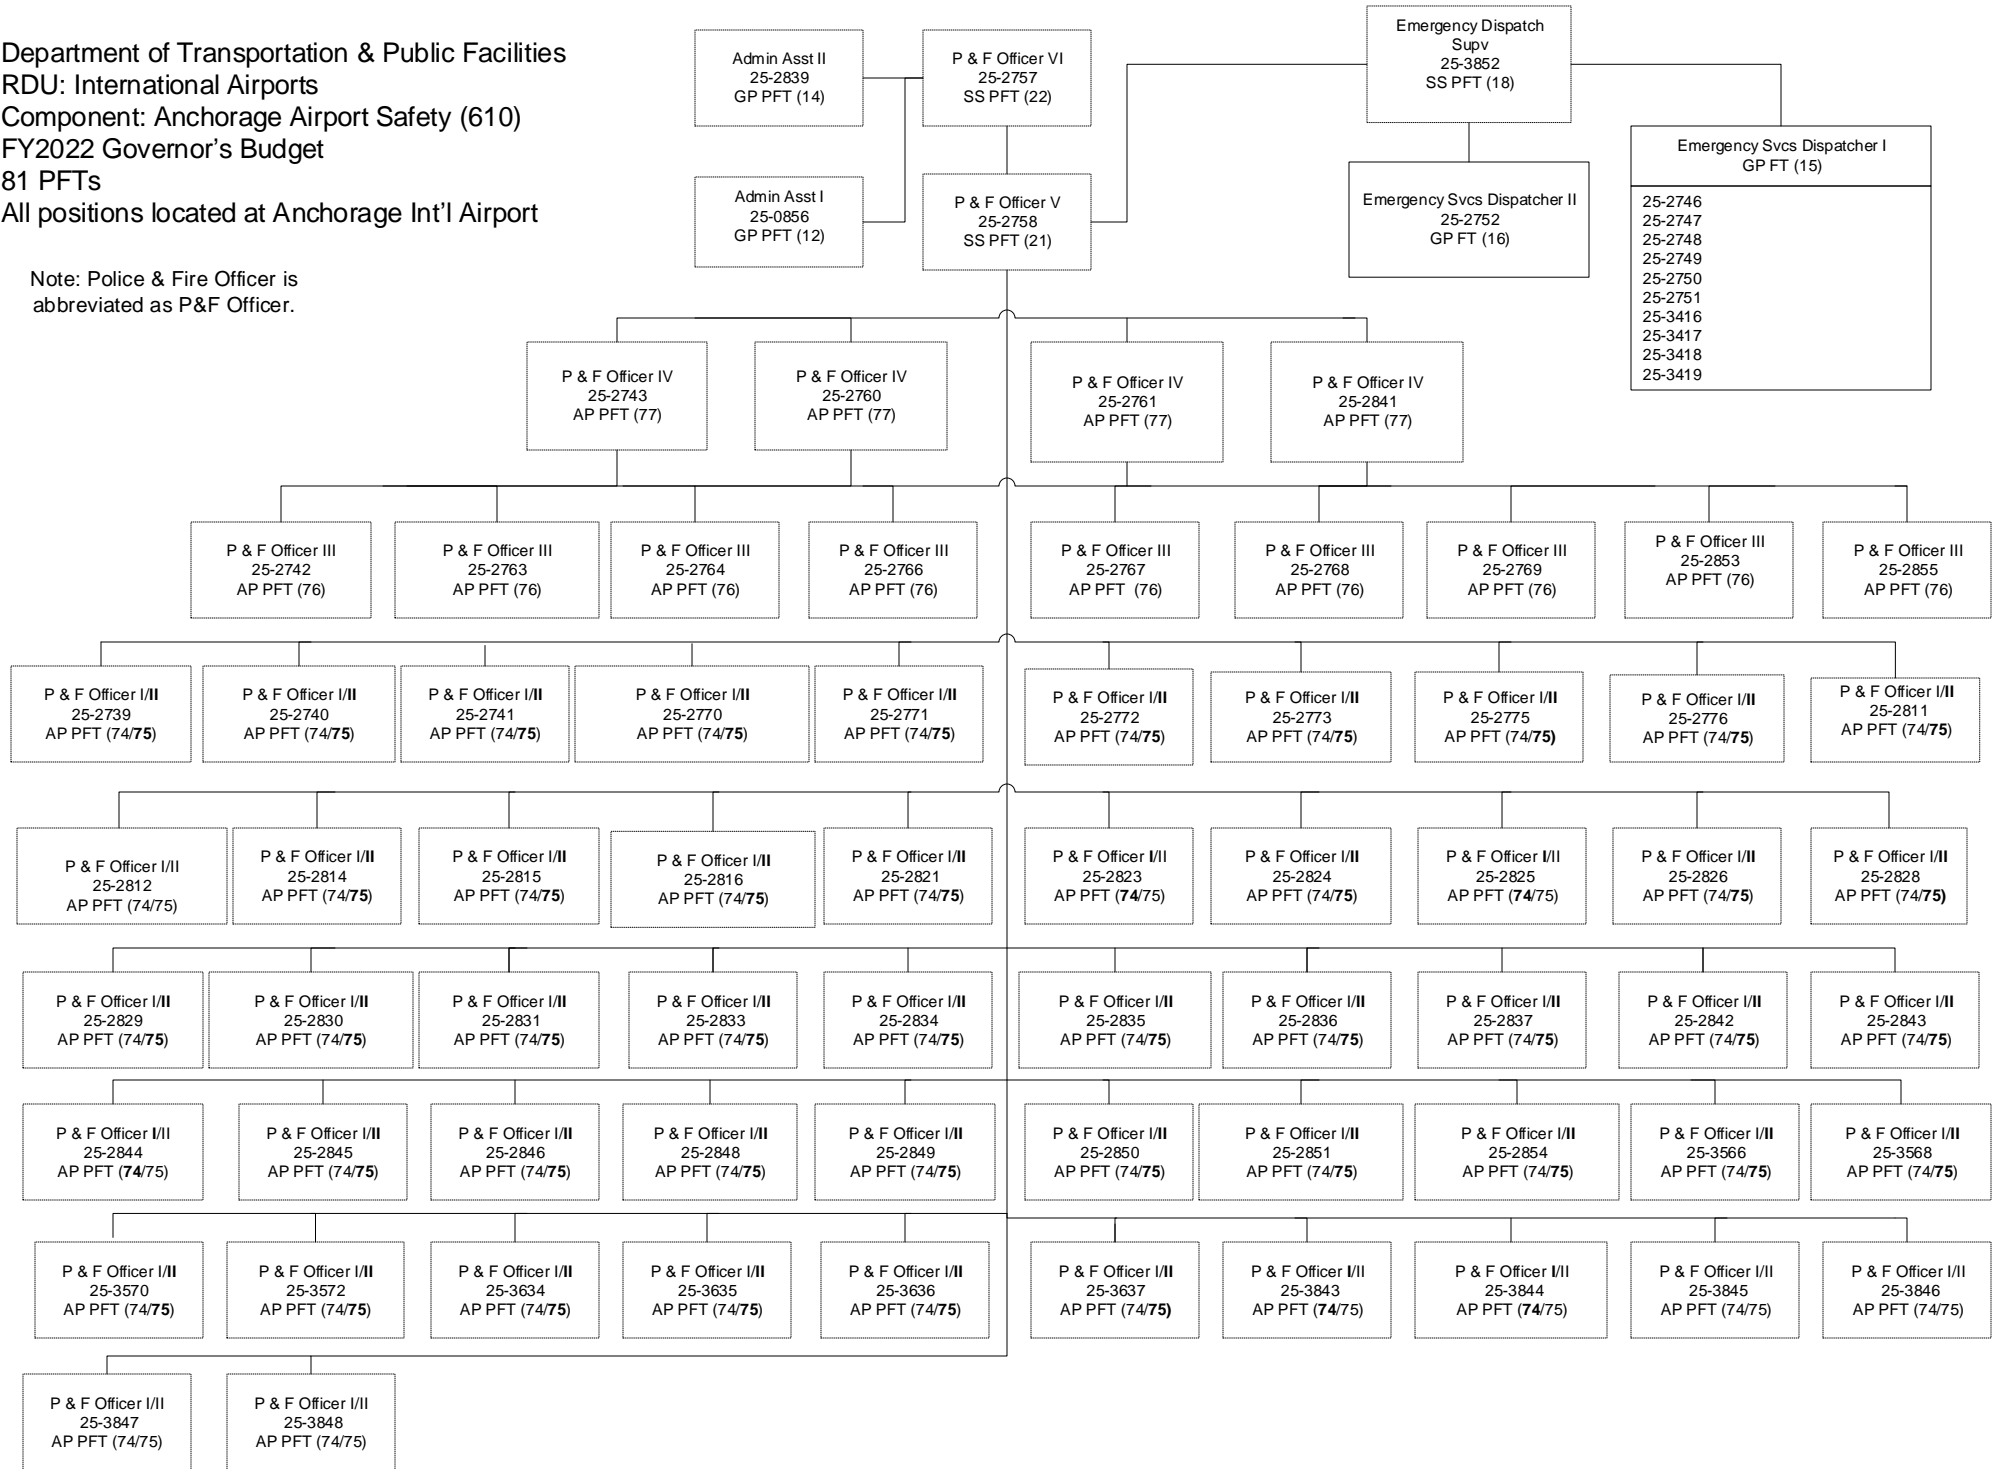 Department of Transportation & Public Facilities
RDU: International Airports
Component: Anchorage Airport Safety (610)
FY2022 Governor's Budget
81 PFTs
All positions located at Anchorage Int'l Airport
Note: Police & Fire Officer is
abbreviated as P&F Officer.
Admin Asst II
25-2839
GP PFT (14)
P & F Officer VI
25-2757
SS PFT (22)
Emergency Dispatch
Supv
25-3852
SS PFT (18)
Admin Asst I
25-0856
GP PFT (12)
P & F Officer V
25-2758
SS PFT (21)
Emergency Svcs Dispatcher II
25-2752
GP FT (16)
Emergency Svcs Dispatcher I
GP FT (15)
25-2746
25-2747
25-2748
25-2749
25-2750
25-2751
25-3416
25-3417
25-3418
25-3419
P & F Officer IV
25-2743
AP PFT (77)
P & F Officer IV
25-2760
AP PFT (77)
P & F Officer IV
25-2761
AP PFT (77)
P & F Officer IV
25-2841
AP PFT (77)
P & F Officer III
25-2742
AP PFT (76)
P & F Officer III
25-2763
AP PFT (76)
P & F Officer III
25-2764
AP PFT (76)
P & F Officer III
25-2766
AP PFT (76)
P & F Officer III
25-2767
AP PFT (76)
P & F Officer III
25-2768
AP PFT (76)
P & F Officer III
25-2769
AP PFT (76)
P & F Officer III
25-2853
AP PFT (76)
P & F Officer III
25-2855
AP PFT (76)
P & F Officer I/II
25-2739
AP PFT (74/75)
P & F Officer I/II
25-2740
AP PFT (74/75)
P & F Officer I/II
25-2741
AP PFT (74/75)
P & F Officer I/II
25-2770
AP PFT (74/75)
P & F Officer I/II
25-2771
AP PFT (74/75)
P & F Officer I/II
25-2772
AP PFT (74/75)
P & F Officer I/II
25-2773
AP PFT (74/75)
P & F Officer I/II
25-2775
AP PFT (74/75)
P & F Officer I/II
25-2776
AP PFT (74/75)
P & F Officer I/II
25-2811
AP PFT (74/75)
P & F Officer I/II
25-2812
AP PFT (74/75)
P & F Officer I/II
25-2814
AP PFT (74/75)
P & F Officer I/II
25-2815
AP PFT (74/75)
P & F Officer I/II
25-2816
AP PFT (74/75)
P & F Officer I/II
25-2821
AP PFT (74/75)
P & F Officer I/II
25-2823
AP PFT (74/75)
P & F Officer I/II
25-2824
AP PFT (74/75)
P & F Officer I/II
25-2825
AP PFT (74/75)
P & F Officer I/II
25-2826
AP PFT (74/75)
P & F Officer I/II
25-2828
AP PFT (74/75)
P & F Officer I/II
25-2829
AP PFT (74/75)
P & F Officer I/II
25-2830
AP PFT (74/75)
P & F Officer I/II
25-2831
AP PFT (74/75)
P & F Officer I/II
25-2833
AP PFT (74/75)
P & F Officer I/II
25-2834
AP PFT (74/75)
P & F Officer I/II
25-2835
AP PFT (74/75)
P & F Officer I/II
25-2836
AP PFT (74/75)
P & F Officer I/II
25-2837
AP PFT (74/75)
P & F Officer I/II
25-2842
AP PFT (74/75)
P & F Officer I/II
25-2843
AP PFT (74/75)
P & F Officer I/II
25-2844
AP PFT (74/75)
P & F Officer I/II
25-2845
AP PFT (74/75)
P & F Officer I/II
25-2846
AP PFT (74/75)
P & F Officer I/II
25-2848
AP PFT (74/75)
P & F Officer I/II
25-2849
AP PFT (74/75)
P & F Officer I/II
25-2850
AP PFT (74/75)
P & F Officer I/II
25-2851
AP PFT (74/75)
P & F Officer I/II
25-2854
AP PFT (74/75)
P & F Officer I/II
25-3566
AP PFT (74/75)
P & F Officer I/II
25-3568
AP PFT (74/75)
P & F Officer I/II
25-3570
AP PFT (74/75)
P & F Officer I/II
25-3572
AP PFT (74/75)
P & F Officer I/II
25-3634
AP PFT (74/75)
P & F Officer I/II
25-3635
AP PFT (74/75)
P & F Officer I/II
25-3636
AP PFT (74/75)
P & F Officer I/II
25-3637
AP PFT (74/75)
P & F Officer I/II
25-3843
AP PFT (74/75)
P & F Officer I/II
25-3844
AP PFT (74/75)
P & F Officer I/II
25-3845
AP PFT (74/75)
P & F Officer I/II
25-3846
AP PFT (74/75)
P & F Officer I/II
25-3847
AP PFT (74/75)
P & F Officer I/II
25-3848
AP PFT (74/75)